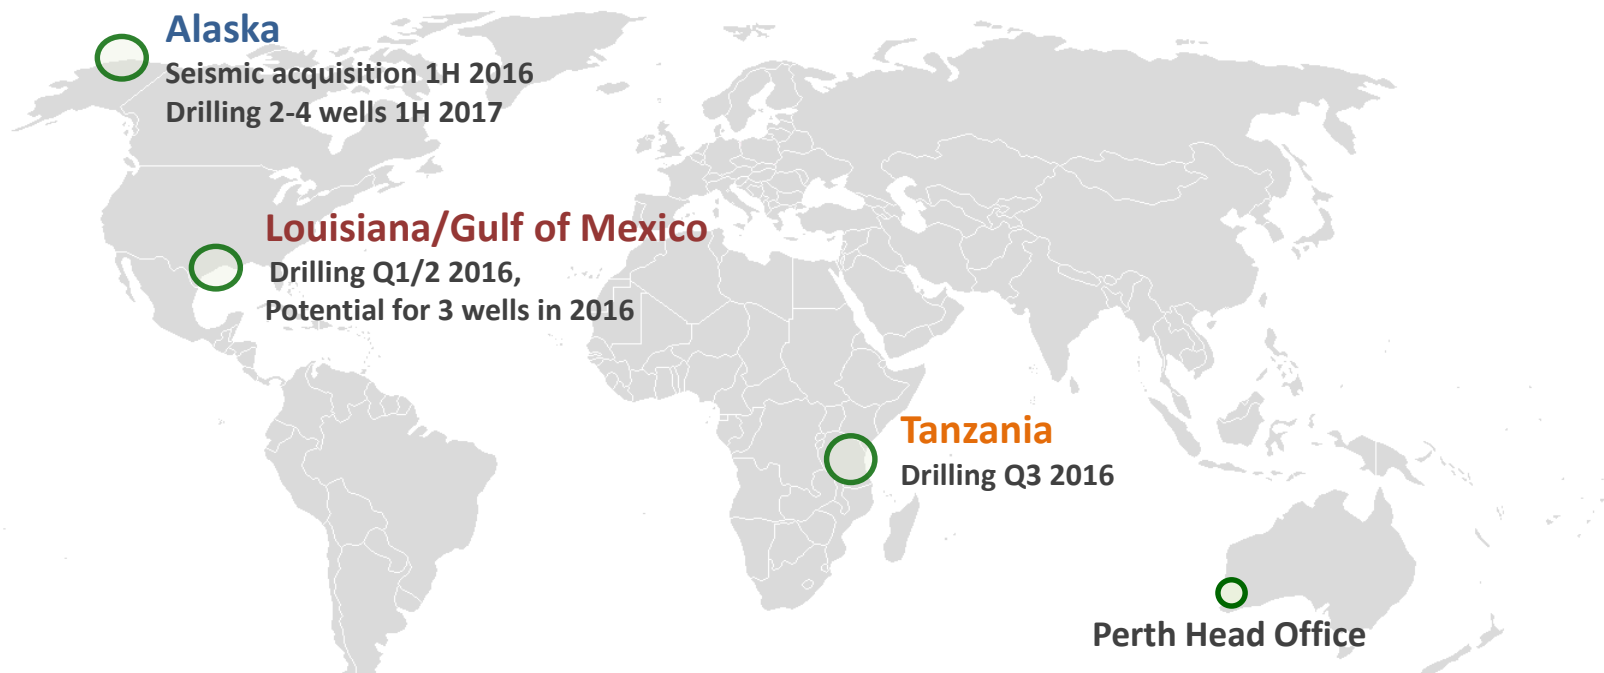 Alaska
Seismic acquisition 1H 2016
Drilling 2-4 wells 1H 2017
Louisiana/Gulf of Mexico
Drilling Q1/2 2016,
Potential for 3 wells in 2016
Tanzania
Drilling Q3 2016
Perth Head Office